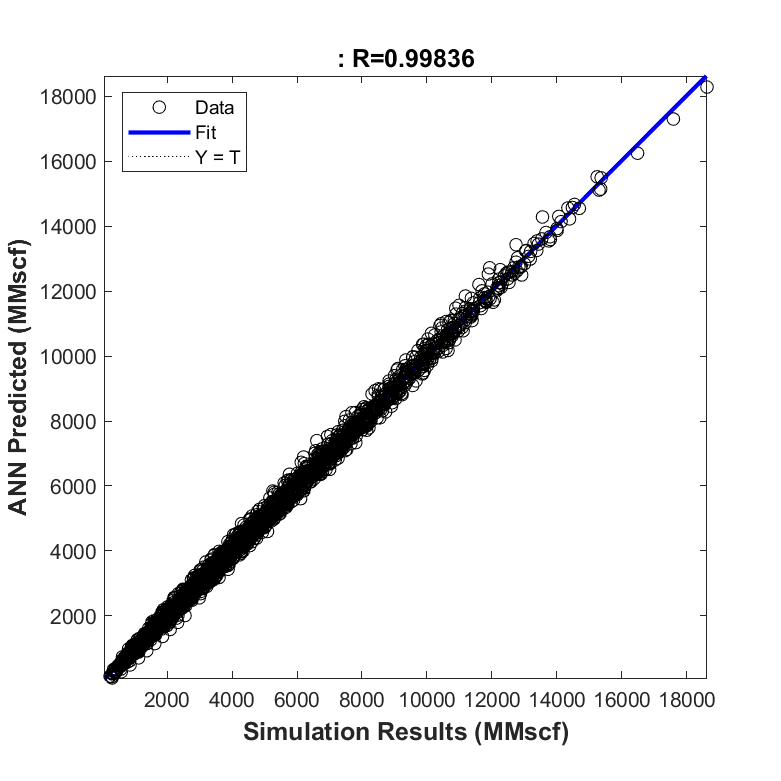 : R=0.99836
18000
16000
14000
12000
10000
8000
6000
4000
2000
Data
Fit
Y = T
ANN Predicted (MMscf)
2000 4000 6000 8000 10000 12000 14000 16000 18000
Simulation Results (MMscf)